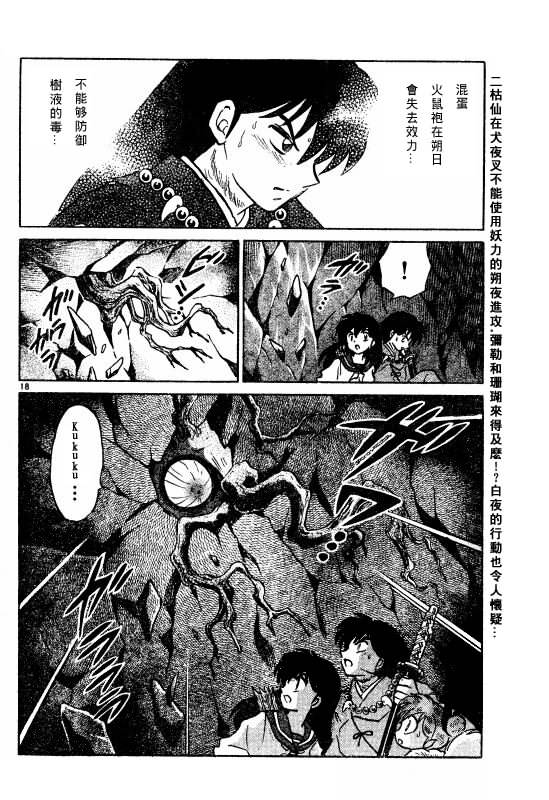 混蛋
火鼠袍在朔日
會失去效力…
不能够防御
樹液的毒…
!
18
Kukuku…
二枯仙在犬夜叉不能使用妖力的朔夜進攻.彌勒和珊瑚來得及麽!?白夜的行動也令人懷疑…